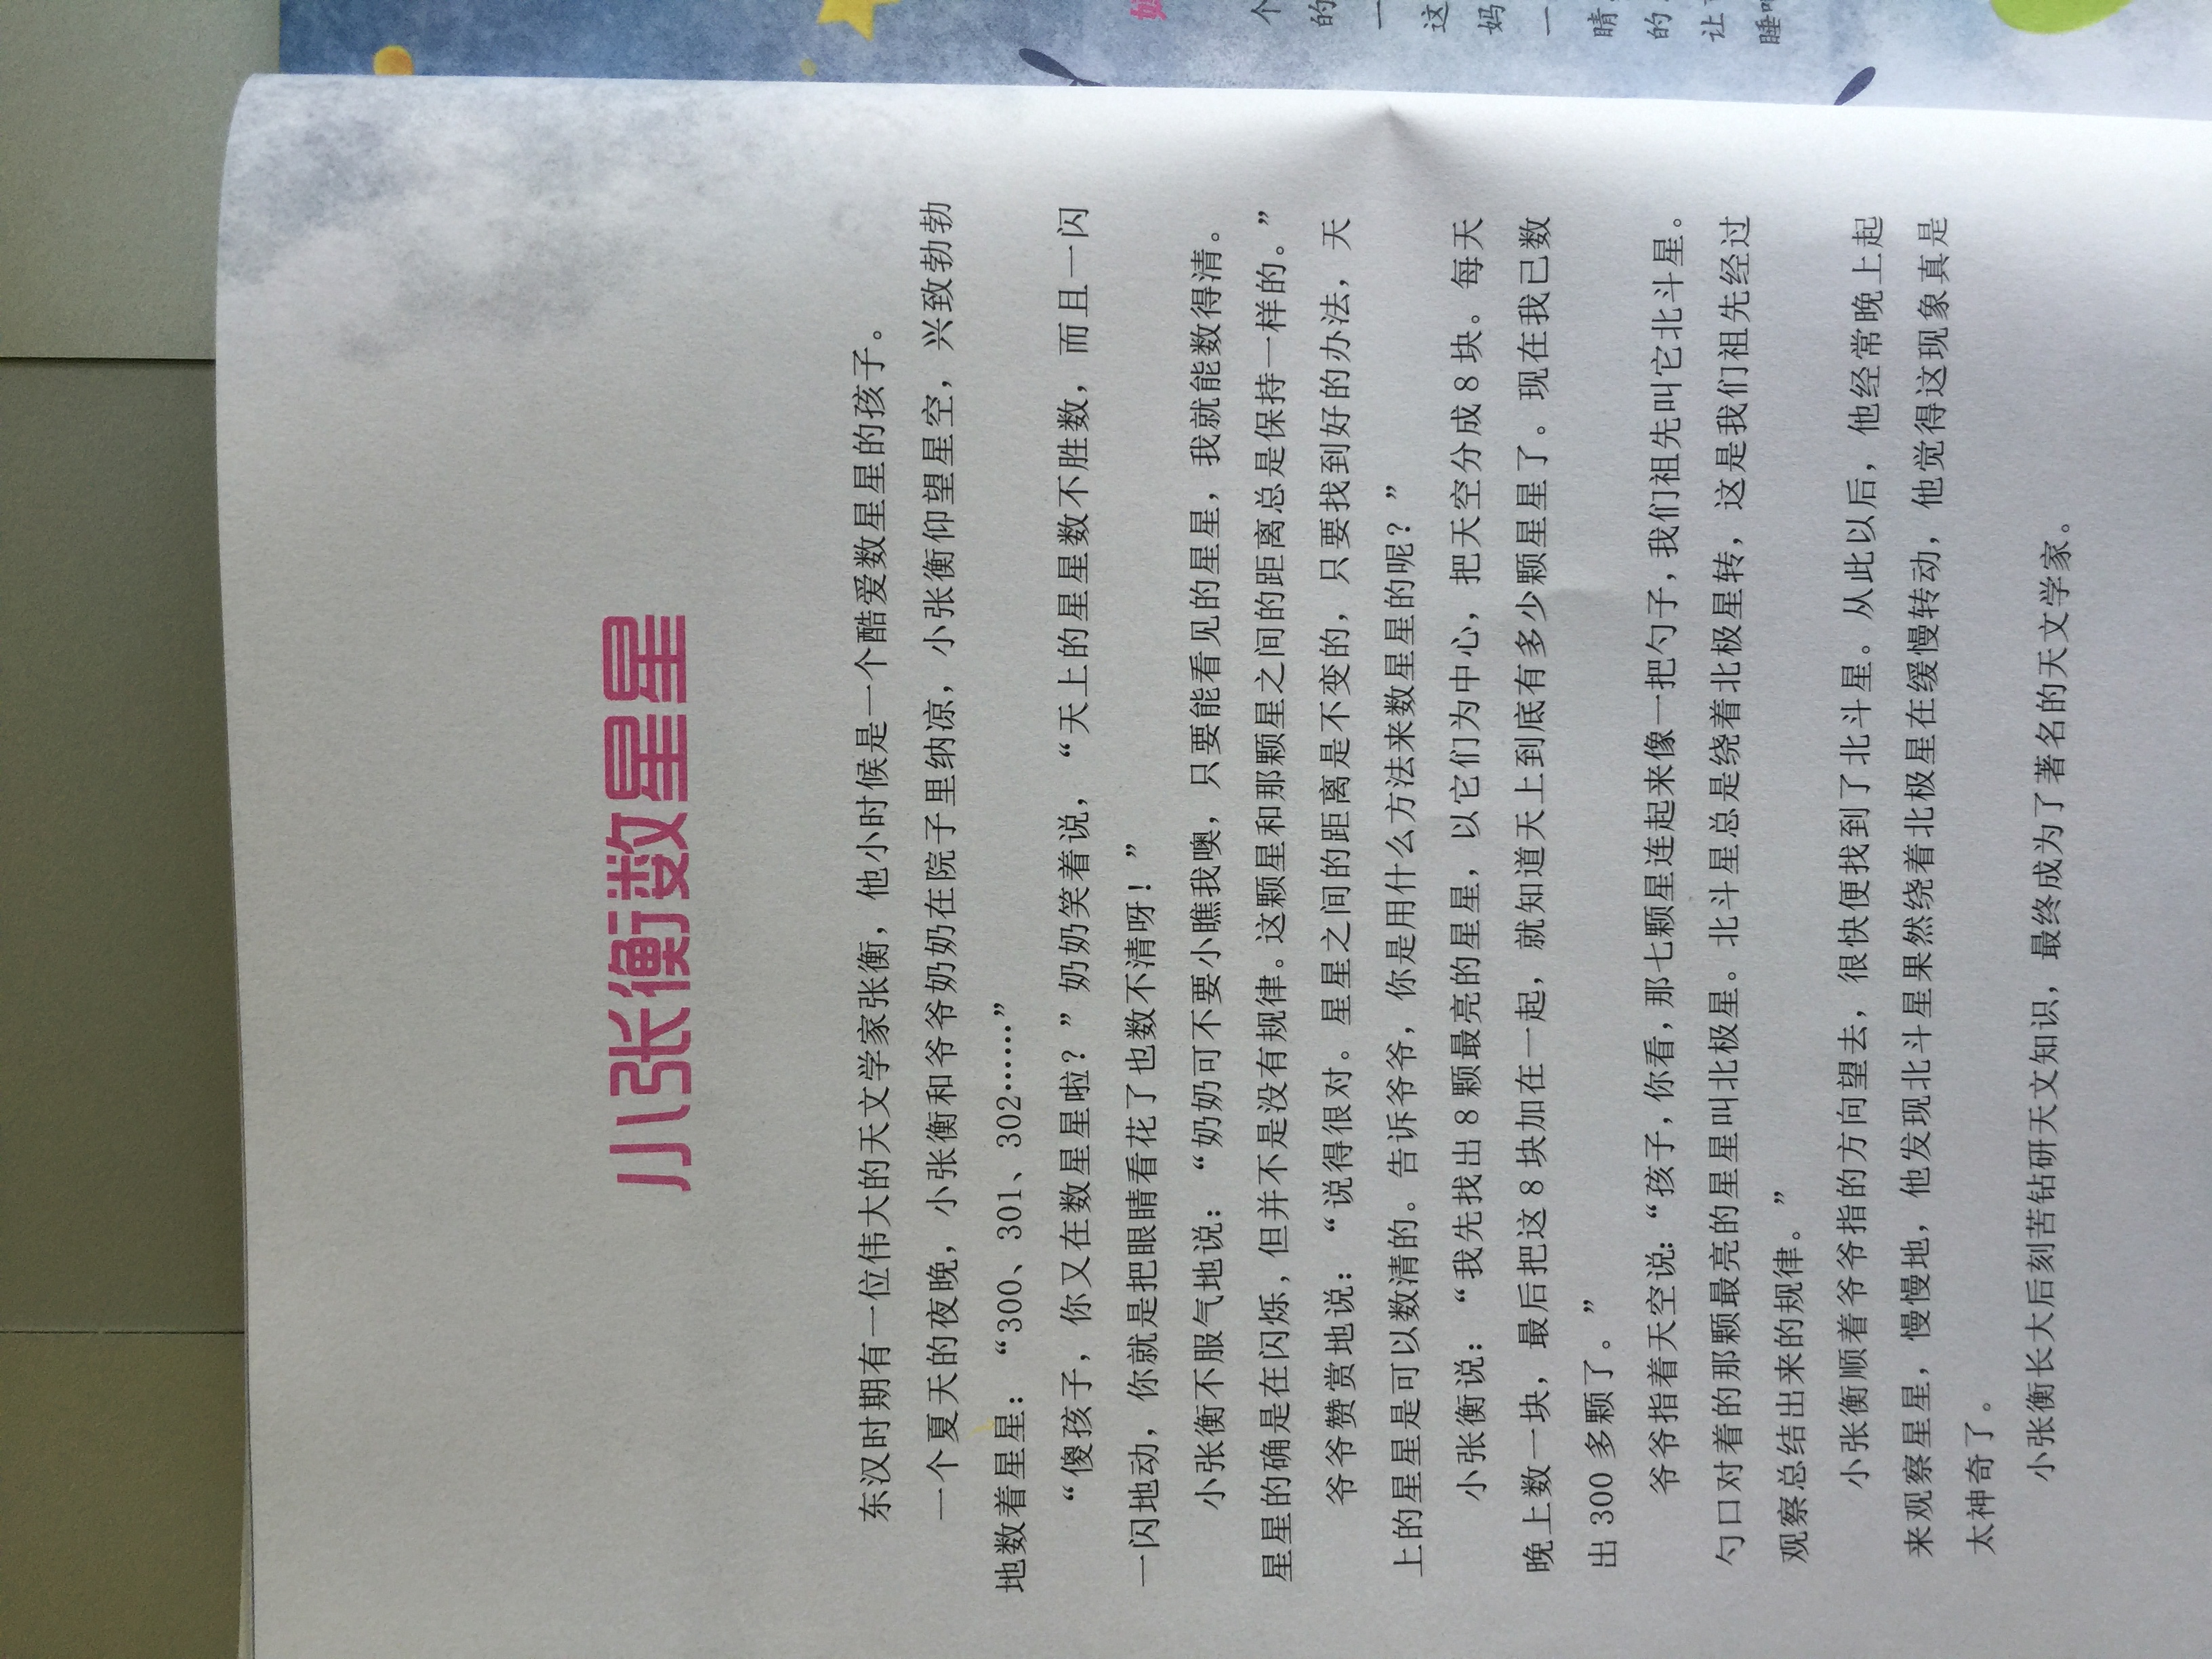 小张衡数星星
东汉时期有一位伟大的天文学家张衡，他小时候是一个酷爱数星星的孩子。
一个夏天的夜晚，小张衡和爷爷奶奶在院子里纳凉，小张衡仰望星空，兴致勃勃
地数着星星：“300、301、302……”
“傻孩子，你又在数星星啦？”奶奶笑着说，“天上的星星数不胜数，而且一闪
一闪地动，你就是把眼睛看花了也数不清呀！”
小张衡不服气地说：“奶奶可不要小瞧我噢，只要能看见的星星，我就能数得清。
星星的确是在闪烁，但并不是没有规律。这颗星和那颗星之间的距离总是保持一样的。”
爷爷赞赏地说：“说得很对。星星之间的距离是不变的，只要找到好的办法，天
上的星星是可以数清的。告诉爷爷，你是用什么方法来数星星的呢？”
小张衡说：“我先找出8颗最亮的星星，以它们为中心，把天空分成8块。每天
晚上数一块，最后把这8块加在一起，就知道天上到底有多少颗星星了。现在我已数
出300多颗了。”
爷爷指着天空说：“孩子，你看，那七颗星连起来像一把勺子，我们祖先叫它北斗星。
勺口对着的那颗最亮的星星叫北极星。北斗星总是绕着北极星转，这是我们祖先经过
观察总结出来的规律。”
小张衡顺着爷爷指的方向望去，很快便找到了北斗星。从此以后，他经常晚上起
来观察星星，慢慢地，他发现北斗星果然绕着北极星在缓慢转动，他觉得这现象真是
太神奇了。
小张衡长大后刻苦钻研天文知识，最终成为了著名的天文学家。
个
的
一
这
妈
一
睛
的
让
睡